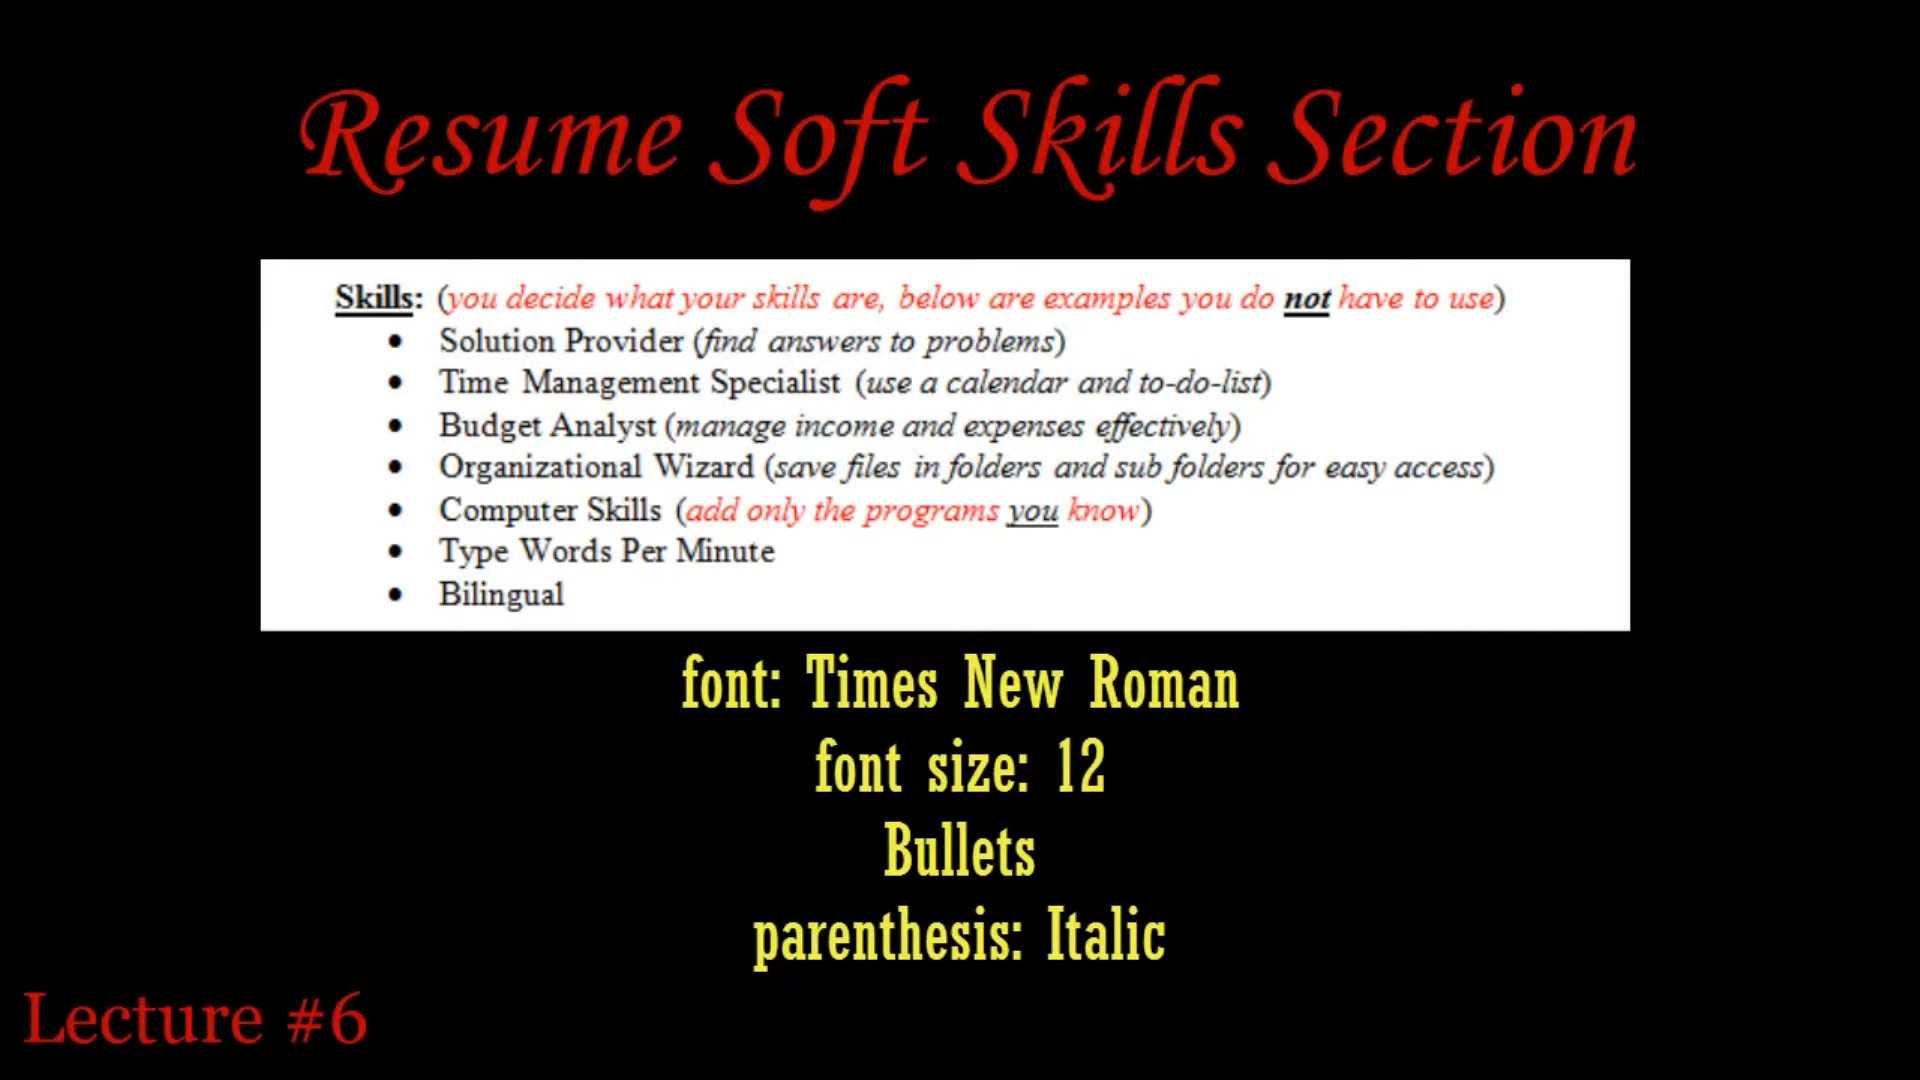 Resume Soft Skills Section
Skills: (you decide what your skills are, below are examples you do not have to use)
• Solution Provider (find answers to problems)
• Time Management Specialist (use a calendar and to-do-list)
• Budget Analyst (manage income and expenses effectively)
• Organizational Wizard (save files in folders and sub folders for easy access)
• Computer Skills (add only the programs you know)
• Type Words Per Minute
• Bilingual
font: Times New Roman
font size: 12
Bullets
parenthesis: Italic
Lecture #6